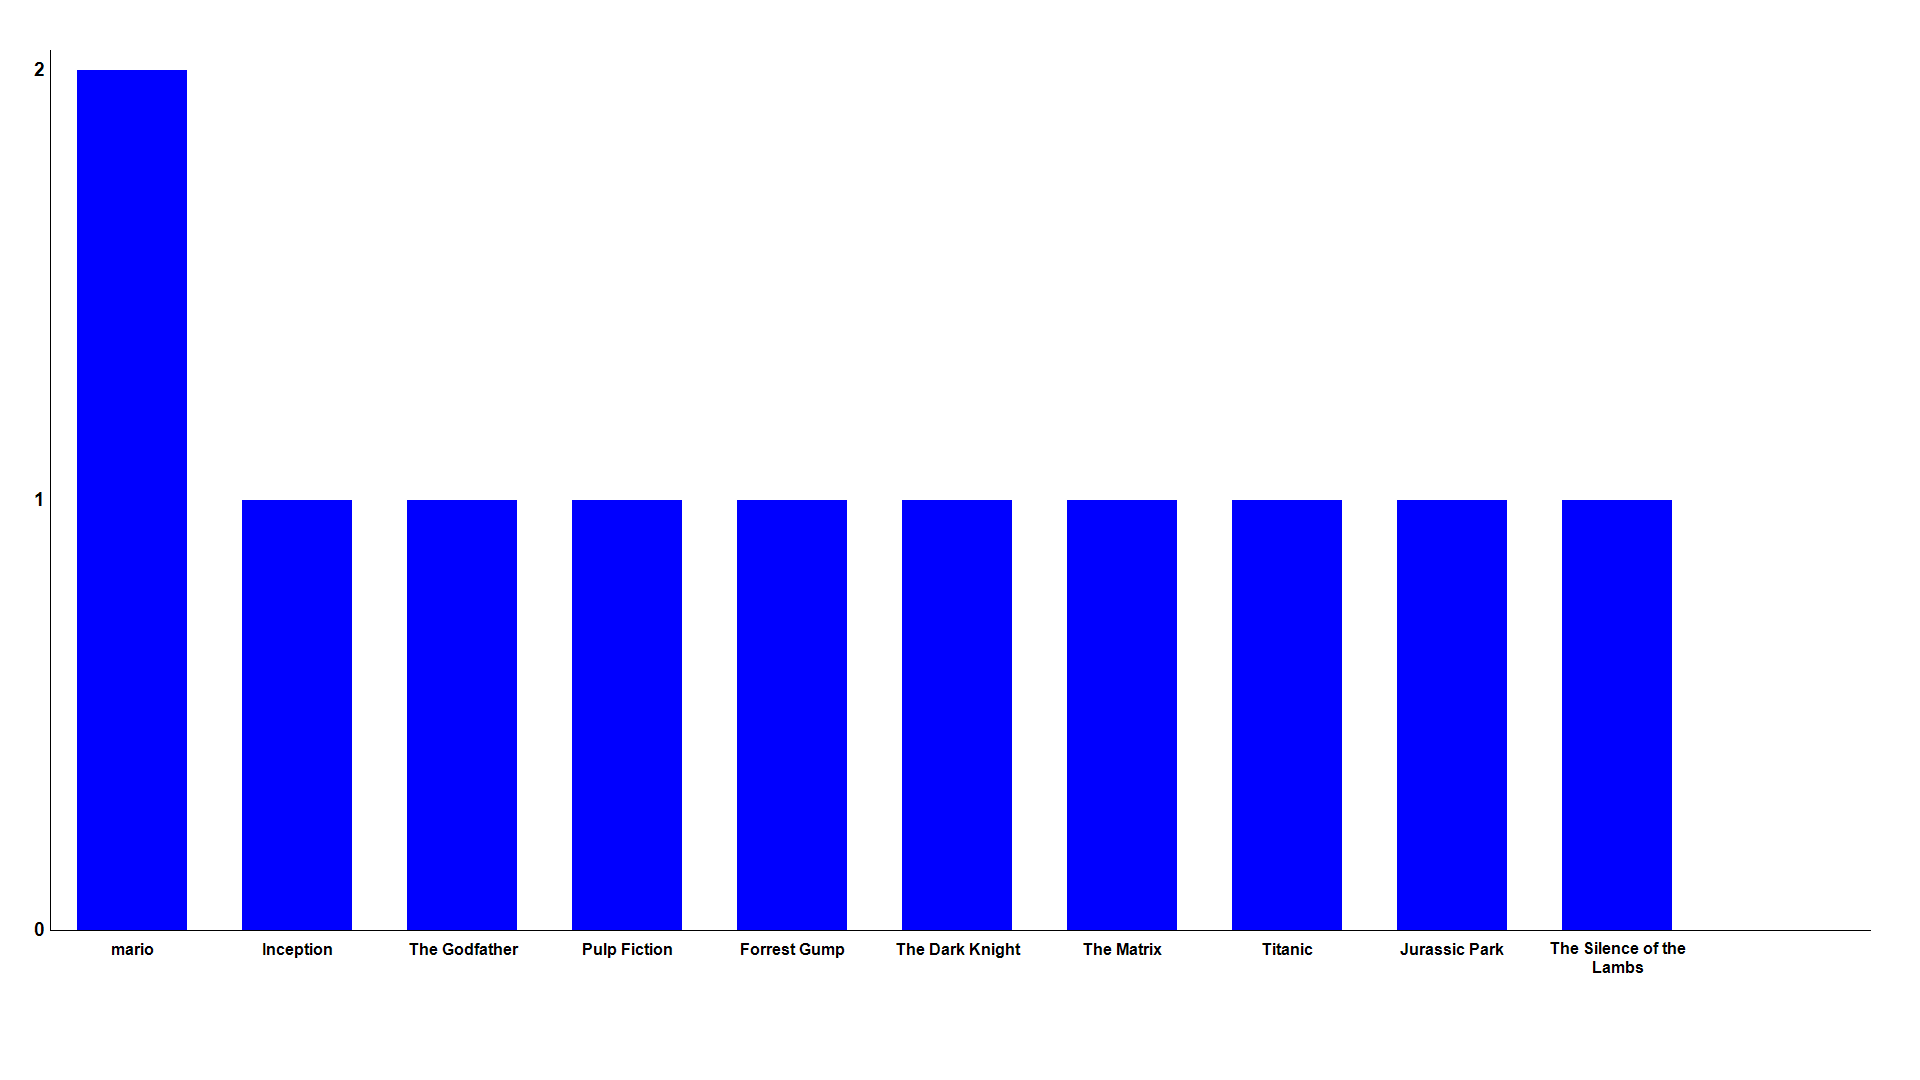 2
1
0
mario
Inception
The Godfather
Pulp Fiction
Forrest Gump
The Dark Knight
The Matrix
Titanic
Jurassic Park
The Silence of the
Lambs